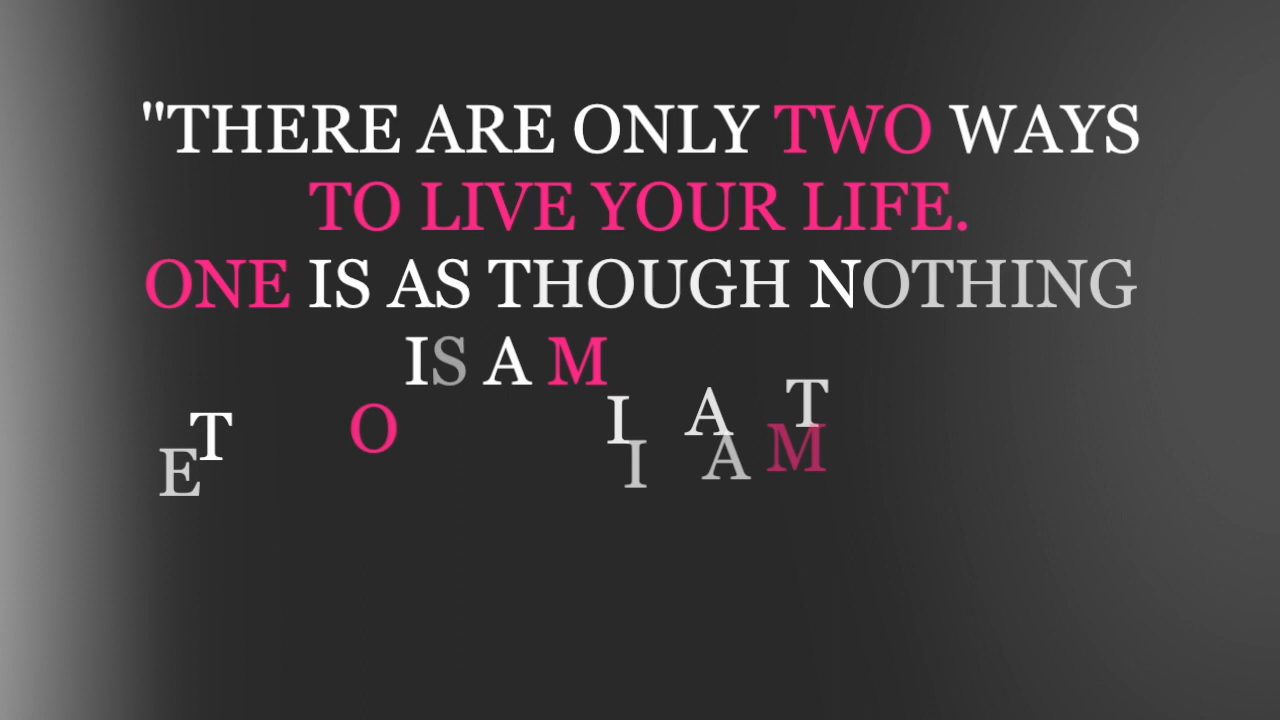 "THERE ARE ONLY TWO WAYS
TO LIVE YOUR LIFE.
ONE IS AS THOUGH NOTHING
IS A M
T O I A T
E I A M